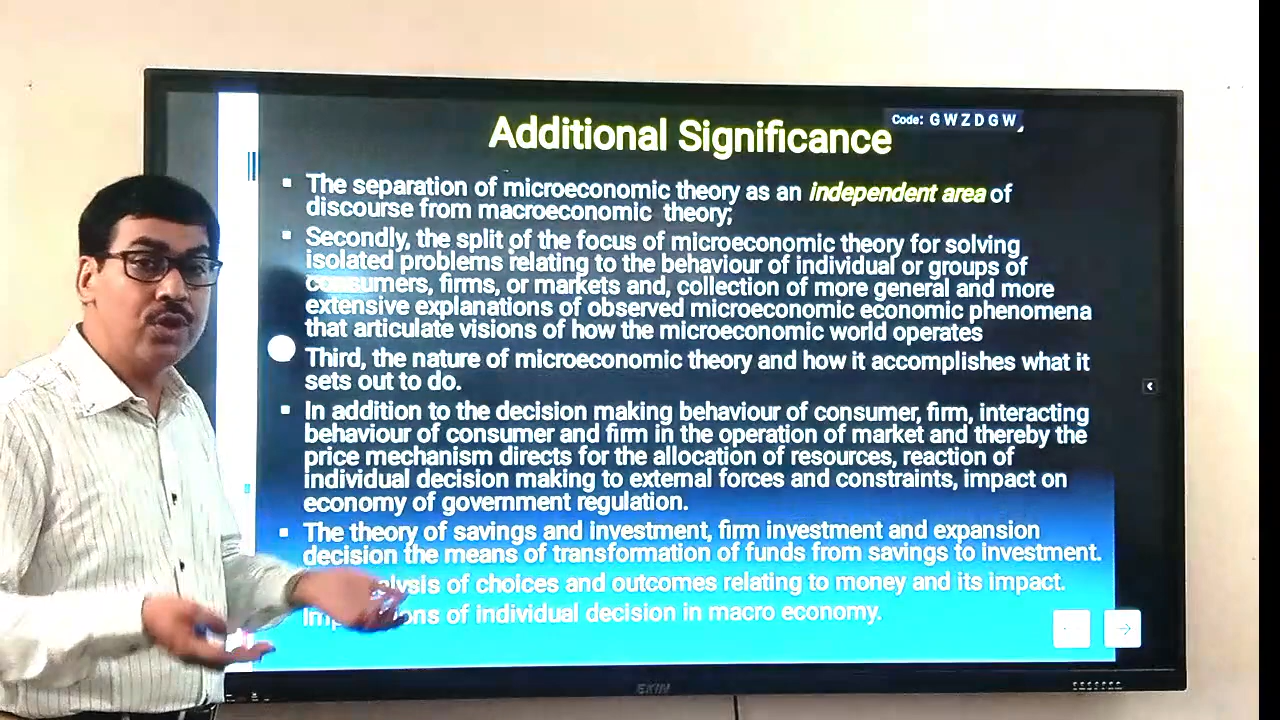 Code: G W Z D G W
Additional Significance
▪ The separation of microeconomic theory as an independent area of
discourse from macroeconomic theory;
▪ Secondly, the split of the focus of microeconomic theory for solving
isolated problems relating to the behaviour of individual or groups of
consumers, firms, or markets and, collection of more general and more
extensive explanations of observed microeconomic economic phenomena
that articulate visions of how the microeconomic world operates
Third, the nature of microeconomic theory and how it accomplishes what it
sets out to do.
▪ In addition to the decision making behaviour of consumer, firm, interacting
behaviour of consumer and firm in the operation of market and thereby the
price mechanism directs for the allocation of resources, reaction of
individual decision making to external forces and constraints, impact on
economy of government regulation.
▪ The theory of savings and investment, firm investment and expansion
decision the means of transformation of funds from savings to investment.
of choices and outcomes relating to money and its impact.
of individual decision in macro economy.
EXIN